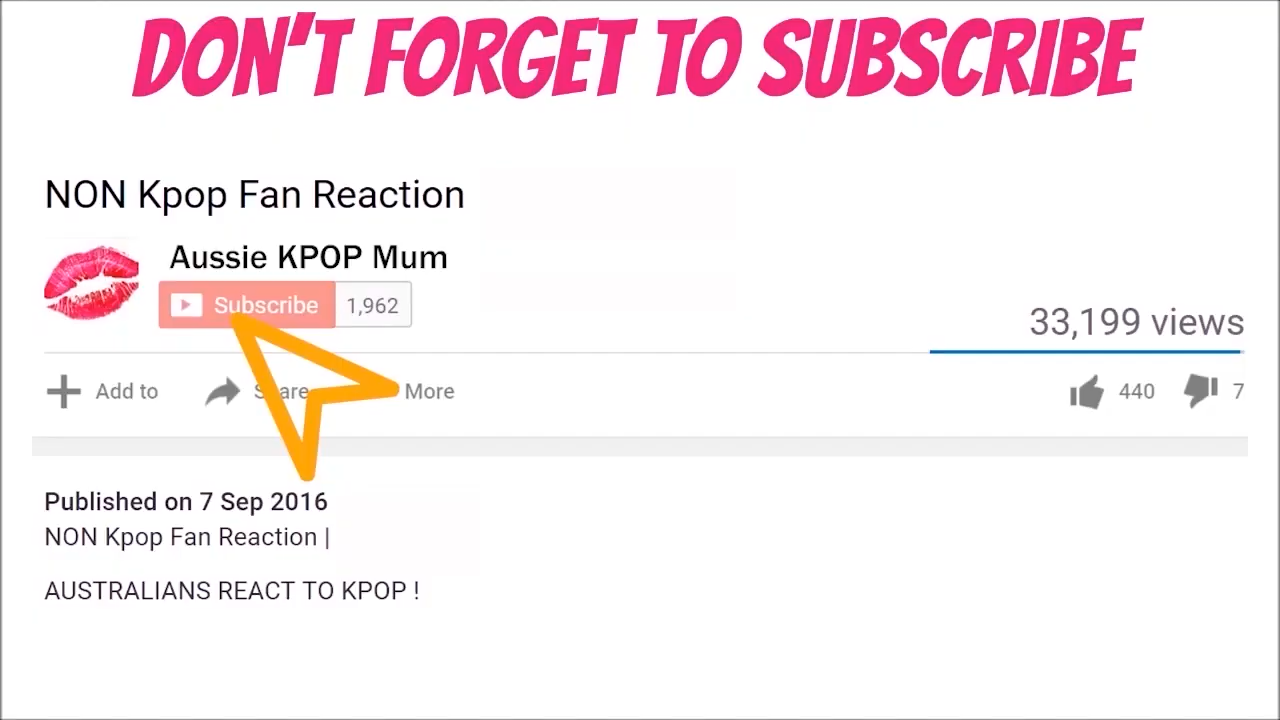 DON'T FORGET TO SUBSCRIBE
NON Kpop Fan Reaction
Aussie KPOP Mum
Subscribe 1,962
33,199 views
Add to Share More 440 7
Published on 7 Sep 2016
NON Kpop Fan Reaction |
AUSTRALIANS REACT TO KPOP !